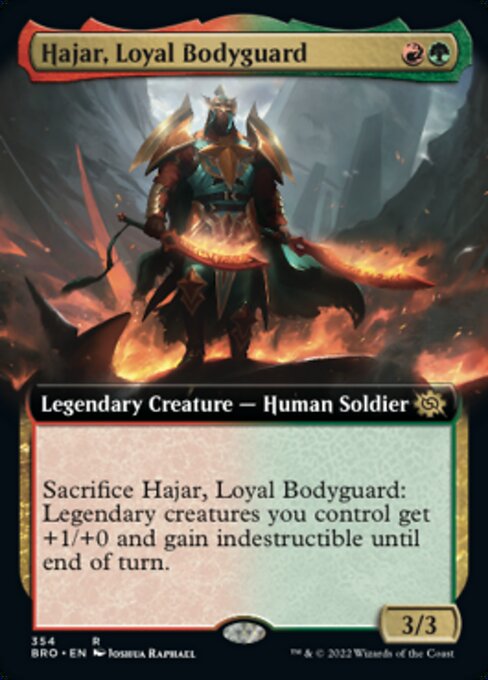 Hajar, Loyal Bodyguard
Legendary Creature — Human Soldier
Sacrifice Hajar, Loyal Bodyguard:
Legendary creatures you control get
+1/+0 and gain indestructible until
end of turn.
3/3
354 R
BRO • EN Joshua Raphael
™ & © 2022 Wizards of the Coast